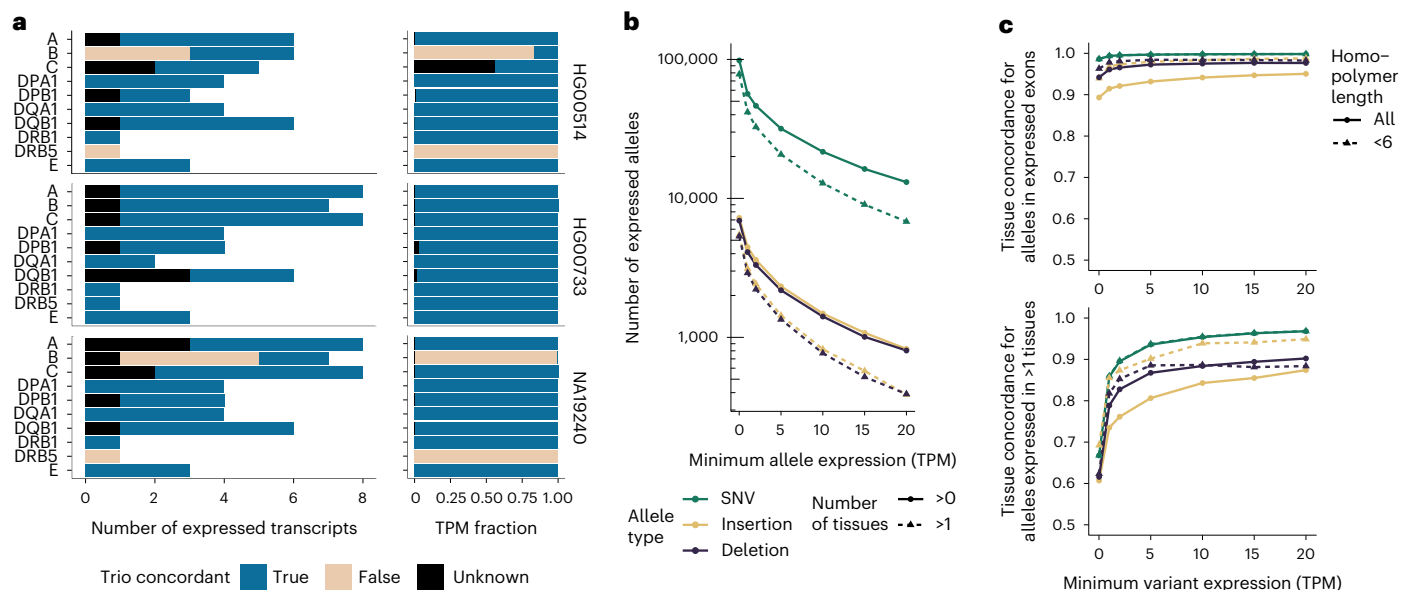 a
A
B
C
DPA1
DPB1
DQA1
DQB1
DRB1
DRB5
E
HG00514
A
B
C
DPA1
DPB1
DQA1
DQB1
DRB1
DRB5
E
HG00733
A
B
C
DPA1
DPB1
DQA1
DQB1
DRB1
DRB5
E
NA19240
0 2 4 6 8
0 0.25 0.50 0.75 1.00
Number of expressed transcripts
TPM fraction
Trio concordant True False Unknown
b
Number of expressed alleles
100,000
10,000
1,000
0 5 10 15 20
Minimum allele expression (TPM)
Allele
type
SNV
Insertion
Deletion
Number
of tissues
>0
>1
c
Tissue concordance for
alleles in expressed exons
1.0
0.9
0.8
0.7
0.6
0.5
0 5 10 15 20
Homo–
polymer
length
All
<6
Tissue concordance for
alleles expressed in >1 tissues
1.0
0.9
0.8
0.7
0.6
0.5
0 5 10 15 20
Minimum variant expression (TPM)